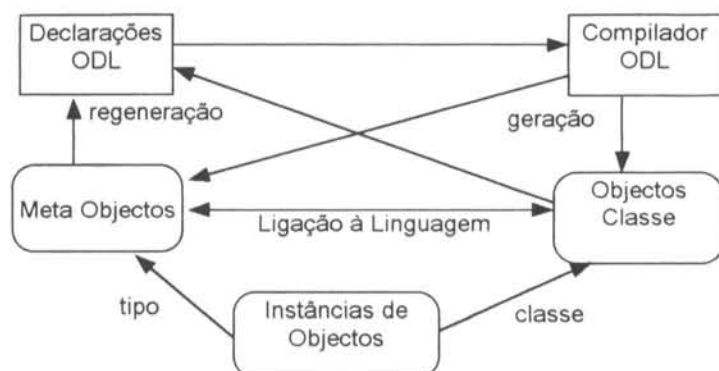 Declarações
ODL
Compilador
ODL
regeneração
geração
Meta Objectos
Objectos
Classe
Ligação à Linguagem
tipo
Instâncias de
Objectos
classe